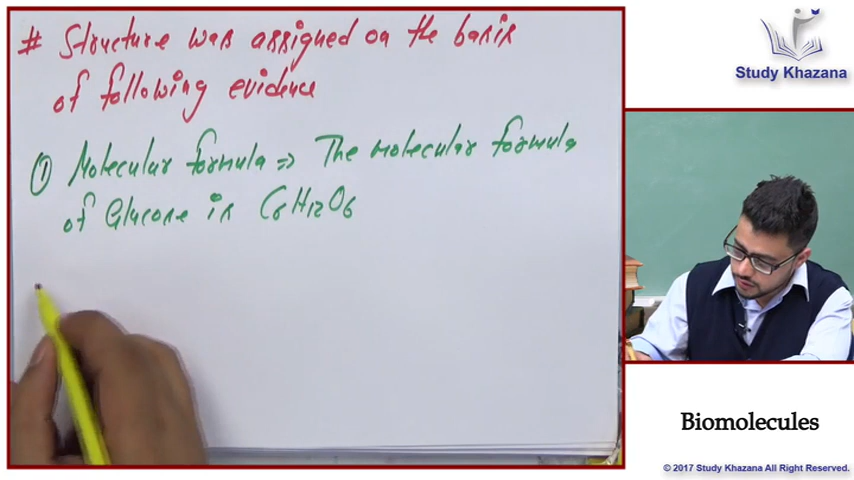 # Structure was assigned on the basis
of following evidence
① Molecular formula => The molecular formula
of Glucose is C6H12O6
Study Khazana
Biomolecules
© 2017 Study Khazana All Right Reserved.